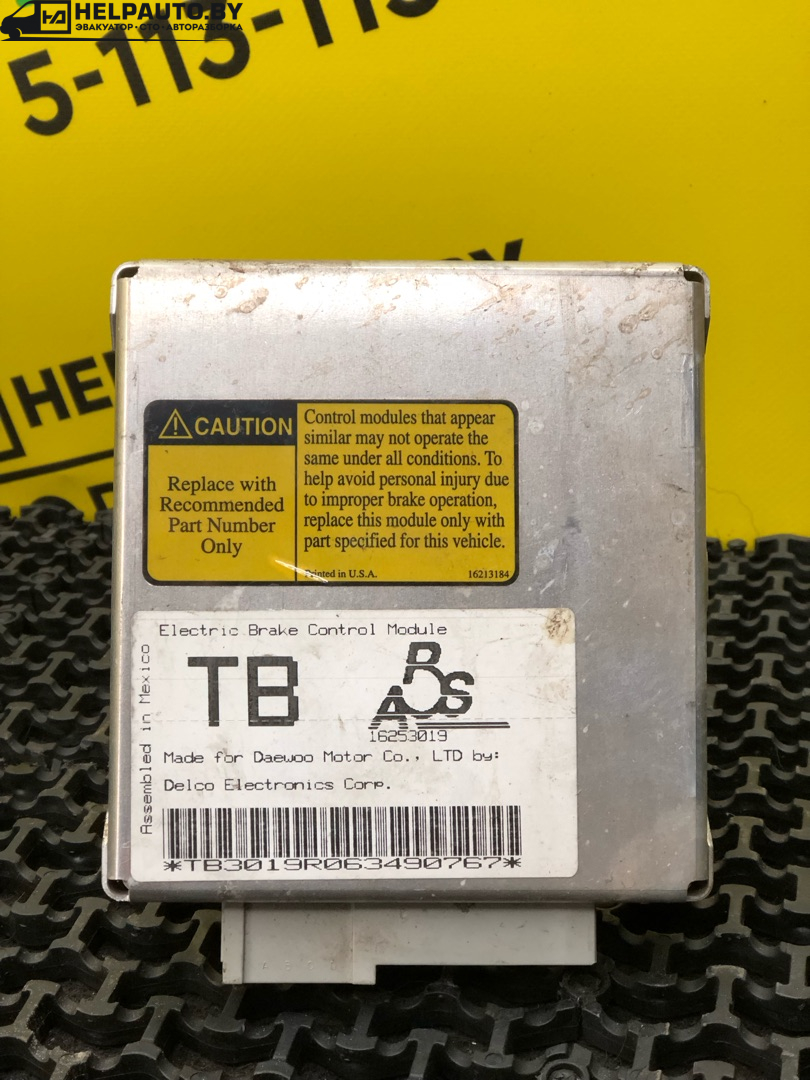 HELPAUTO.BY
ЭВАКУАТОР · СТО · АВТОРАЗБОРКА
5-115-115
HE
BY
CAUTION
Replace with
Recommended
Part Number
Only
Control modules that appear
similar may not operate the
same under all conditions. To
help avoid personal injury due
to improper brake operation,
replace this module only with
part specified for this vehicle.
Printed in U.S.A.
16213184
Electric Brake Control Module
Assembled in Mexico
TB
ABS
16253019
Made for Daewoo Motor Co., LTD by:
Delco Electronics Corp.
*TB3019R063490767*